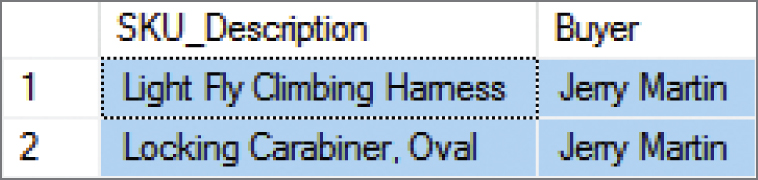 SKU_Description Buyer
1 Light Fly Climbing Harness Jerry Martin
2 Locking Carabiner, Oval Jerry Martin